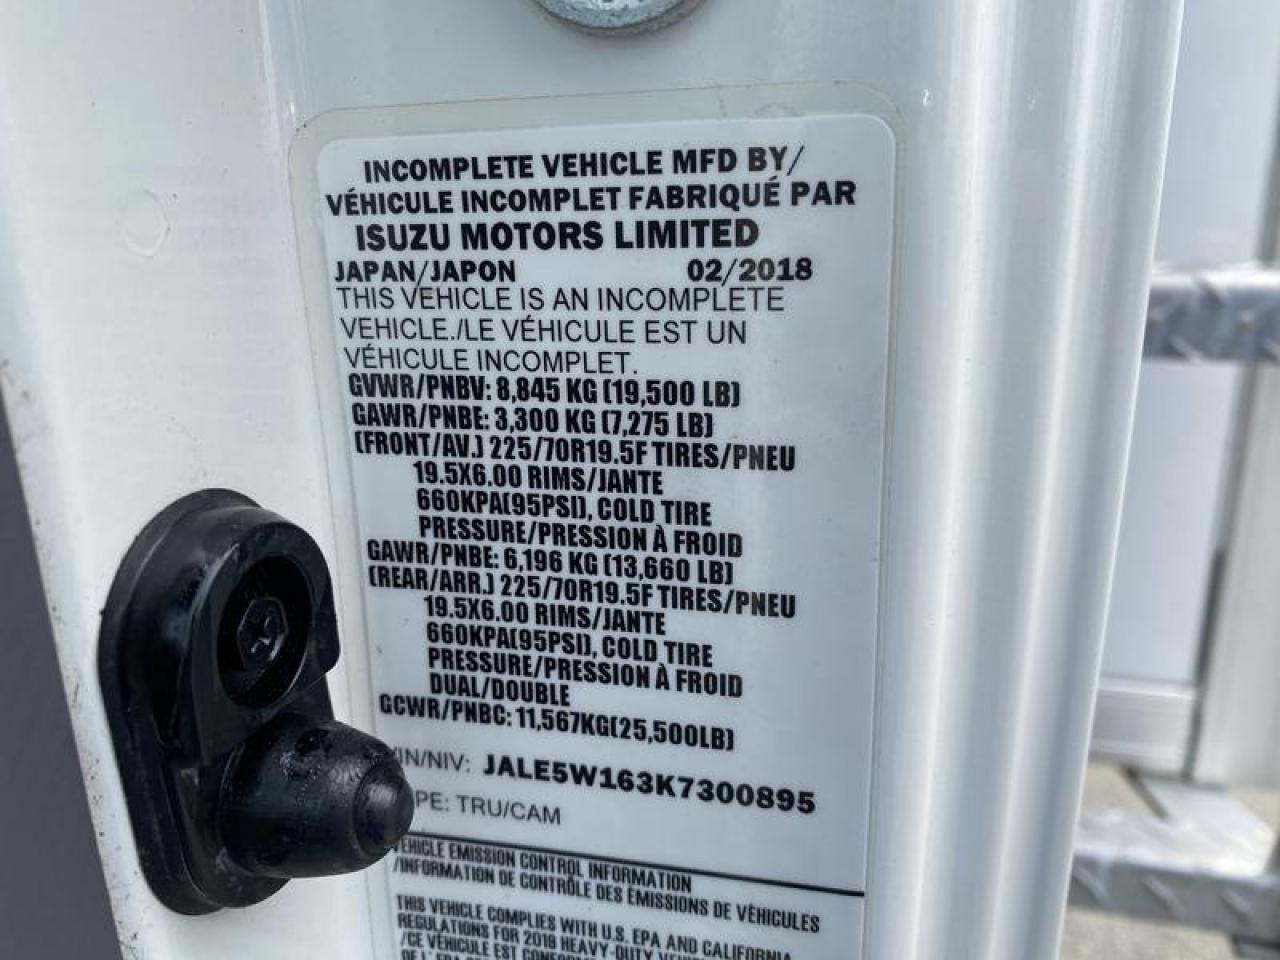 INCOMPLETE VEHICLE MFD BY/
VÉHICULE INCOMPLET FABRIQUÉ PAR
ISUZU MOTORS LIMITED
JAPAN/JAPON 02/2018
THIS VEHICLE IS AN INCOMPLETE
VEHICLE./LE VÉHICULE EST UN
VÉHICULE INCOMPLET.
GVWR/PNBV: 8,845 KG (19,500 LB)
GAWR/PNBE: 3,300 KG (7,275 LB)
(FRONT/AV.) 225/70R19.5F TIRES/PNEU
19.5X6.00 RIMS/JANTE
660KPA(95PSI), COLD TIRE
PRESSURE/PRESSION À FROID
GAWR/PNBE: 6,196 KG (13,660 LB)
(REAR/ARR.) 225/70R19.5F TIRES/PNEU
19.5X6.00 RIMS/JANTE
660KPA(95PSI), COLD TIRE
PRESSURE/PRESSION À FROID
DUAL/DOUBLE
GCWR/PNBC: 11,567KG(25,500LB)
VIN/NIV: JALE5W163K7300895
PE: TRU/CAM
VEHICLE EMISSION CONTROL INFORMATION
/INFORMATION DE CONTRÔLE DES ÉMISSIONS DE VÉHICULES
THIS VEHICLE COMPLIES WITH U.S. EPA AND CALIFORNIA
REGULATIONS FOR 2018 HEAVY-DUTY
/CE VÉHICULE EST